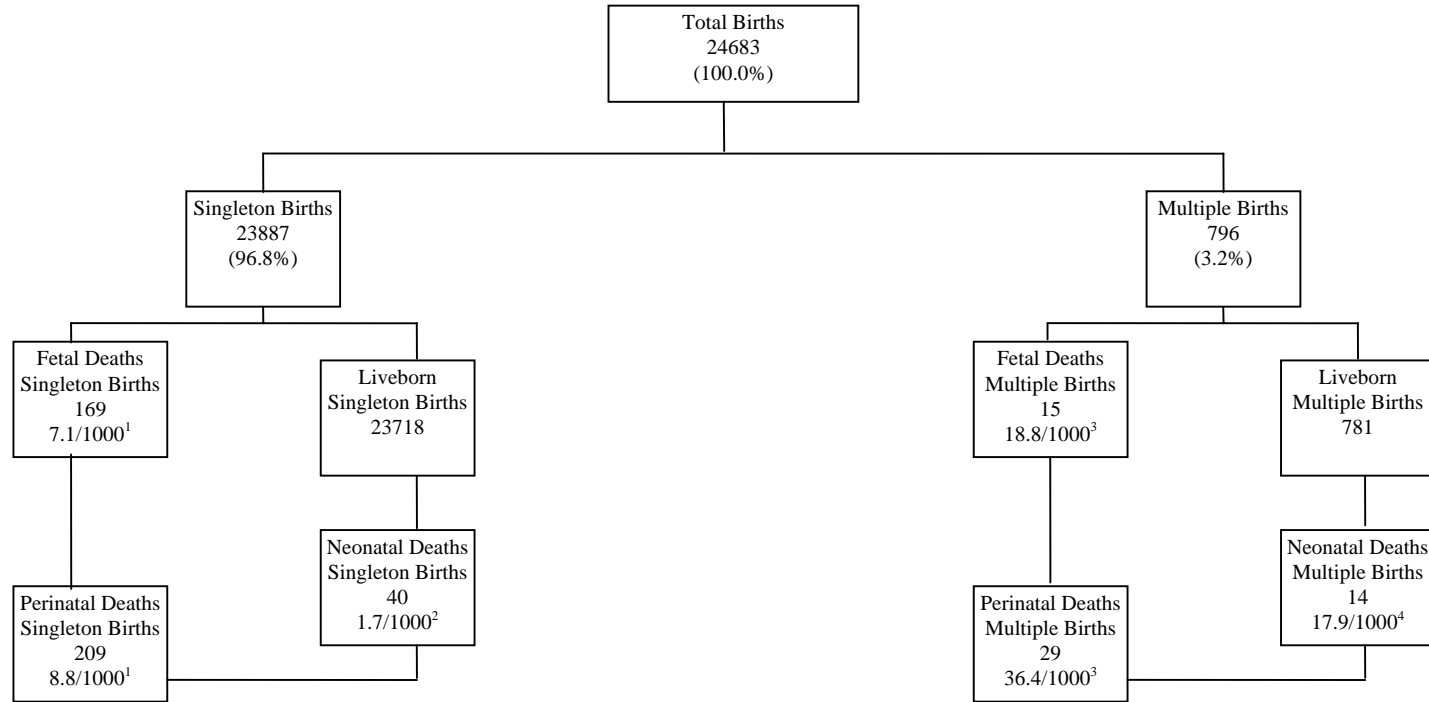 Total Births
24683
(100.0%)
Singleton Births
23887
(96.8%)
Multiple Births
796
(3.2%)
Fetal Deaths
Singleton Births
169
7.1/1000¹
Liveborn
Singleton Births
23718
Fetal Deaths
Multiple Births
15
18.8/1000³
Liveborn
Multiple Births
781
Neonatal Deaths
Singleton Births
40
1.7/1000²
Neonatal Deaths
Multiple Births
14
17.9/1000⁴
Perinatal Deaths
Singleton Births
209
8.8/1000¹
Perinatal Deaths
Multiple Births
29
36.4/1000³